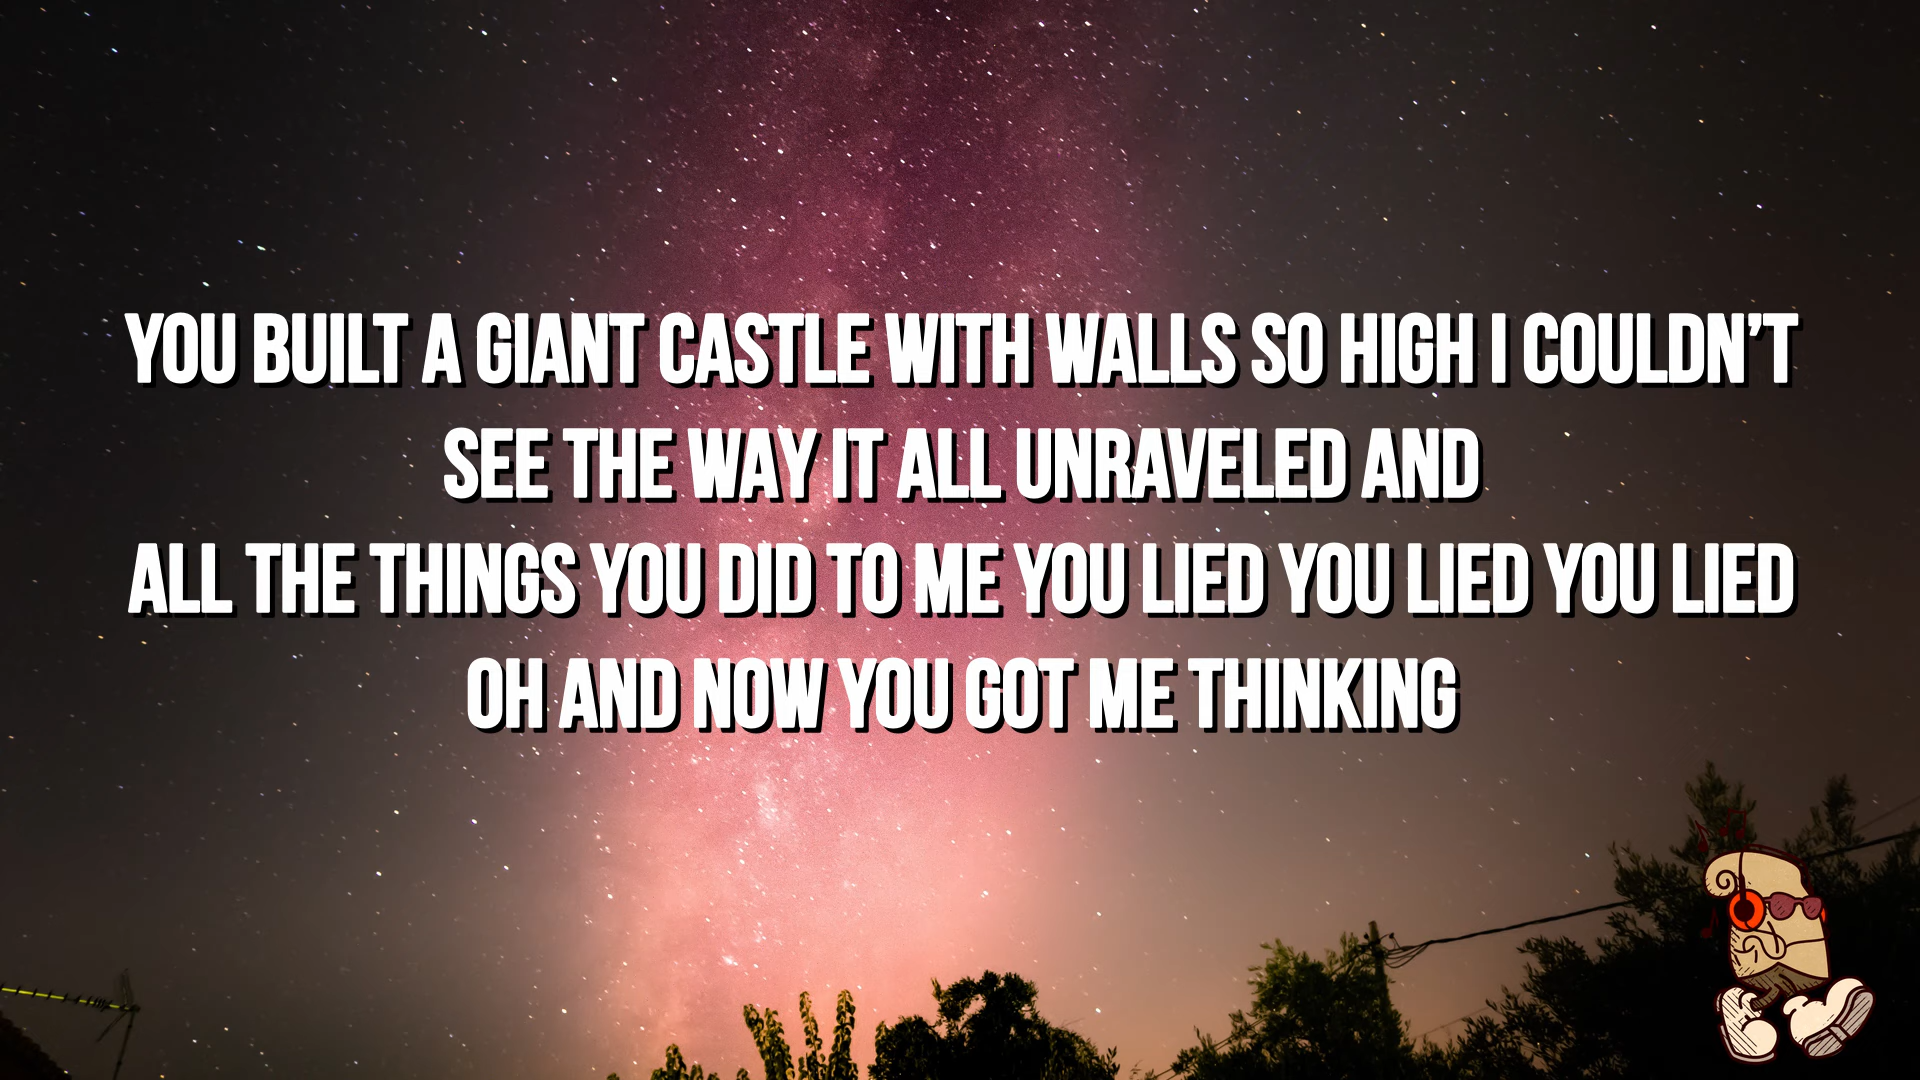 YOU BUILT A GIANT CASTLE WITH WALLS SO HIGH I COULDN'T
SEE THE WAY IT ALL UNRAVELED AND
ALL THE THINGS YOU DID TO ME YOU LIED YOU LIED YOU LIED
OH AND NOW YOU GOT ME THINKING